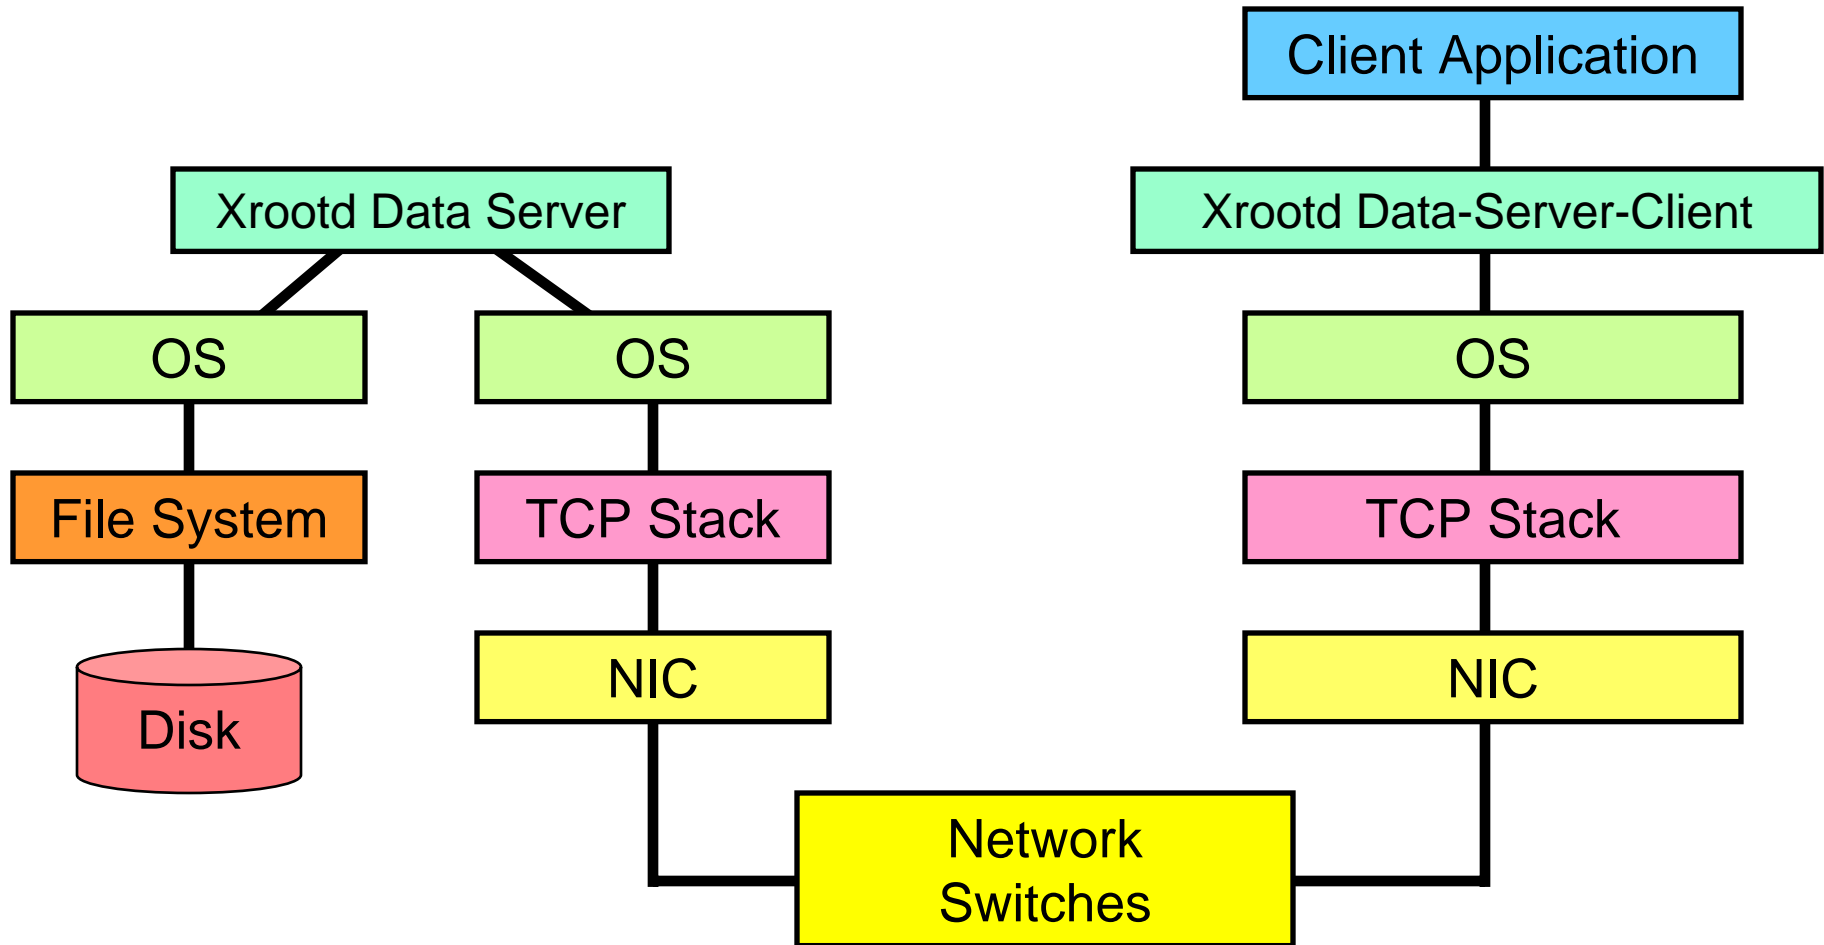 Client Application
Xrootd Data Server
Xrootd Data-Server-Client
OS
OS
OS
File System
TCP Stack
TCP Stack
NIC
NIC
Disk
Network
Switches